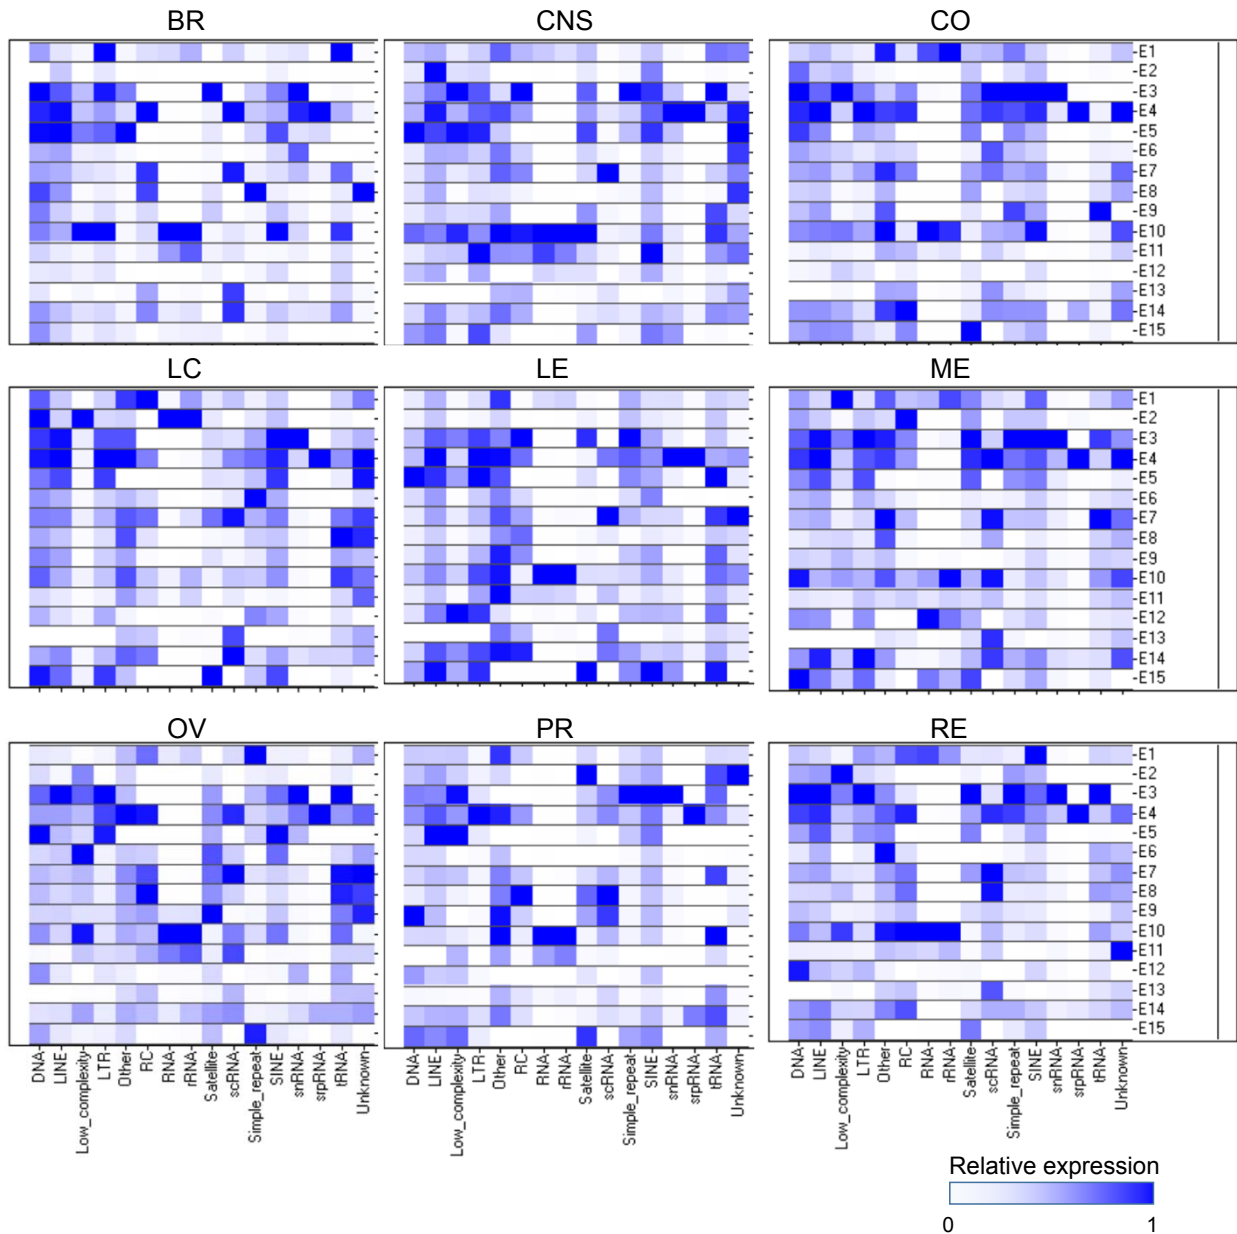 BR CNS CO
-E1
-E2
-E3
-E4
-E5
-E6
-E7
-E8
-E9
-E10
-E11
-E12
-E13
-E14
-E15
LC LE ME
-E1
-E2
-E3
-E4
-E5
-E6
-E7
-E8
-E9
-E10
-E11
-E12
-E13
-E14
-E15
OV PR RE
-E1
-E2
-E3
-E4
-E5
-E6
-E7
-E8
-E9
-E10
-E11
-E12
-E13
-E14
-E15
DNA
LINE
Low_complexity
LTR
Other
RC
RNA
rRNA
Satellite
scRNA
Simple_repeat
SINE
snRNA
srpRNA
tRNA
Unknown
DNA
LINE
Low_complexity
LTR
Other
RC
RNA
rRNA
Satellite
scRNA
Simple_repeat
SINE
snRNA
srpRNA
tRNA
Unknown
DNA
LINE
Low_complexity
LTR
Other
RC
RNA
rRNA
Satellite
scRNA
Simple_repeat
SINE
snRNA
srpRNA
tRNA
Unknown
Relative expression
0 1